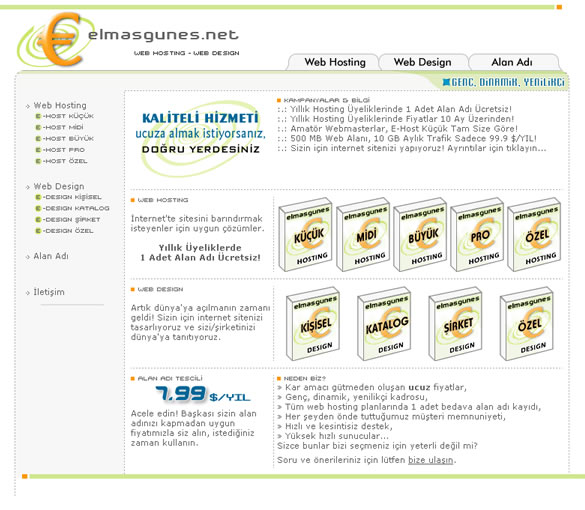 elmasgunes.net
WEB HOSTING - WEB DESIGN
Web Hosting
Web Design
Alan Adı
GENÇ, DİNAMİK, YENİLİKÇİ
Web Hosting
E-HOST KÜÇÜK
E-HOST MİDİ
E-HOST BÜYÜK
E-HOST PRO
E-HOST ÖZEL
Web Design
E-DESIGN KİŞİSEL
E-DESIGN KATALOG
E-DESIGN ŞİRKET
E-DESIGN ÖZEL
Alan Adı
İletişim
KALİTELİ HİZMETİ
ucuza almak istiyorsanız,
DOĞRU YERDESİNİZ
KAMPANYALAR & BİLGİ
:.: Yıllık Hosting Üyeliklerinde 1 Adet Alan Adı Ücretsiz!
:.: Yıllık Hosting Üyeliklerinde Fiyatlar 10 Ay Üzerinden!
:.: Amatör Webmasterlar, E-Host Küçük Tam Size Göre!
:.: 500 MB Web Alanı, 10 GB Aylık Trafik Sadece 99.9 $/YIL!
:.: Sizin için internet sitenizi yapıyoruz! Ayrıntılar için tıklayın...
WEB HOSTING
İnternet'te sitesini barındırmak
isteyenler için uygun çözümler.
Yıllık Üyeliklerde
1 Adet Alan Adı Ücretsiz!
elmasgunes
KÜÇÜK
HOSTING
elmasgunes
MİDİ
HOSTING
elmasgunes
BÜYÜK
HOSTING
elmasgunes
PRO
HOSTING
elmasgunes
ÖZEL
HOSTING
WEB DESIGN
Artık dünya'ya açılmanın zamanı
geldi! Sizin için internet sitenizi
tasarlıyoruz ve sizi/şirketinizi
dünya'ya tanıtıyoruz.
elmasgunes
KİŞİSEL
DESIGN
elmasgunes
KATALOG
DESIGN
elmasgunes
ŞİRKET
DESIGN
elmasgunes
ÖZEL
DESIGN
ALAN ADI TESCİLİ
7.99 $/YIL
Acele edin! Başkası sizin alan
adınızı kapmadan uygun
fiyatımızla siz alın, istediğiniz
zaman kullanın.
NEDEN BİZ?
» Kar amacı gütmeden oluşan ucuz fiyatlar,
» Genç, dinamik, yenilikçi kadrosu,
» Tüm web hosting planlarında 1 adet bedava alan adı kayıdı,
» Her şeyden önde tuttuğumuz müşteri memnuniyeti,
» Hızlı ve kesintisiz destek,
» Yüksek hızlı sunucular...
Sizce bunlar bizi seçmeniz için yeterli değil mi?
Soru ve önerileriniz için lütfen bize ulaşın.